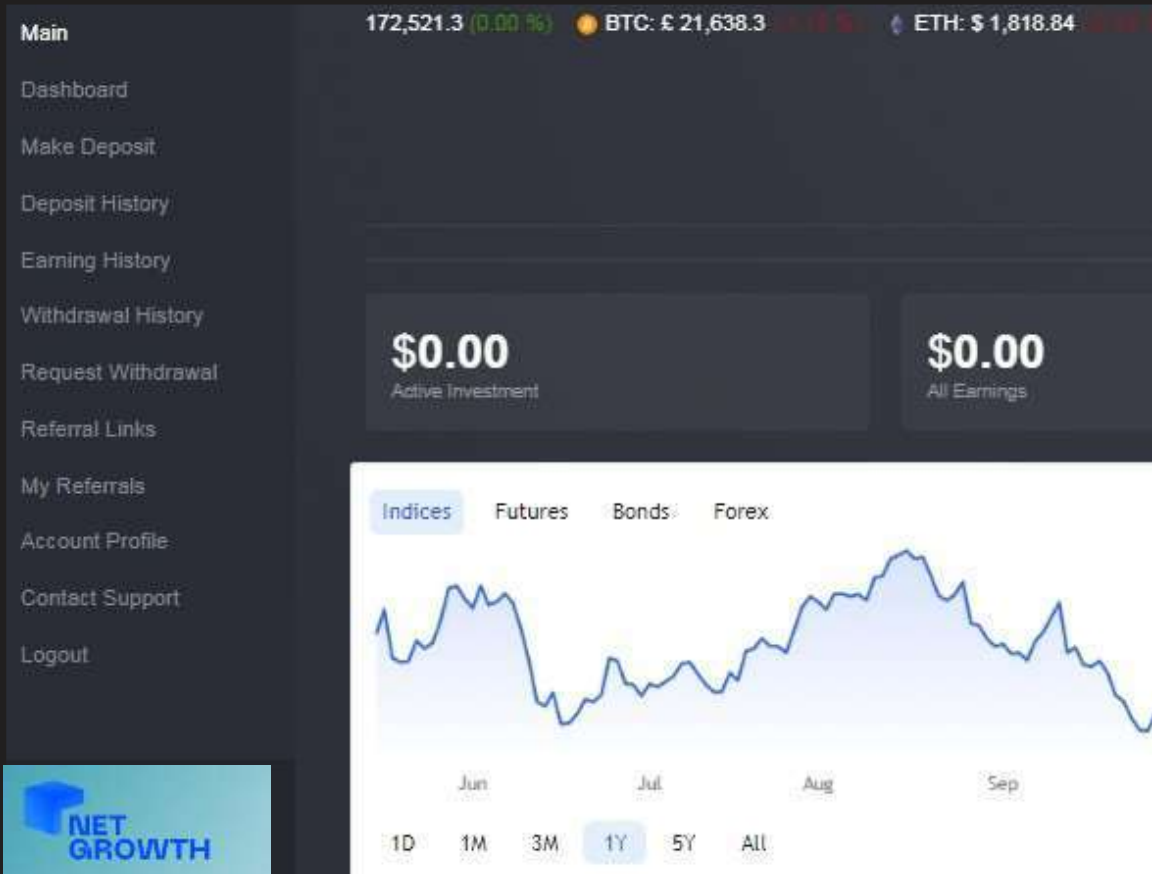 Main
172,521.3 (0.00 %) BTC: £ 21,638.3 ETH: $ 1,818.84
Dashboard
Make Deposit
Deposit History
Earning History
Withdrawal History
Request Withdrawal
Referral Links
My Referrals
Account Profile
Contact Support
Logout
$0.00
Active Investment
$0.00
All Earnings
Indices Futures Bonds Forex
Jun Jul Aug Sep
1D 1M 3M 1Y 5Y All
NET
GROWTH